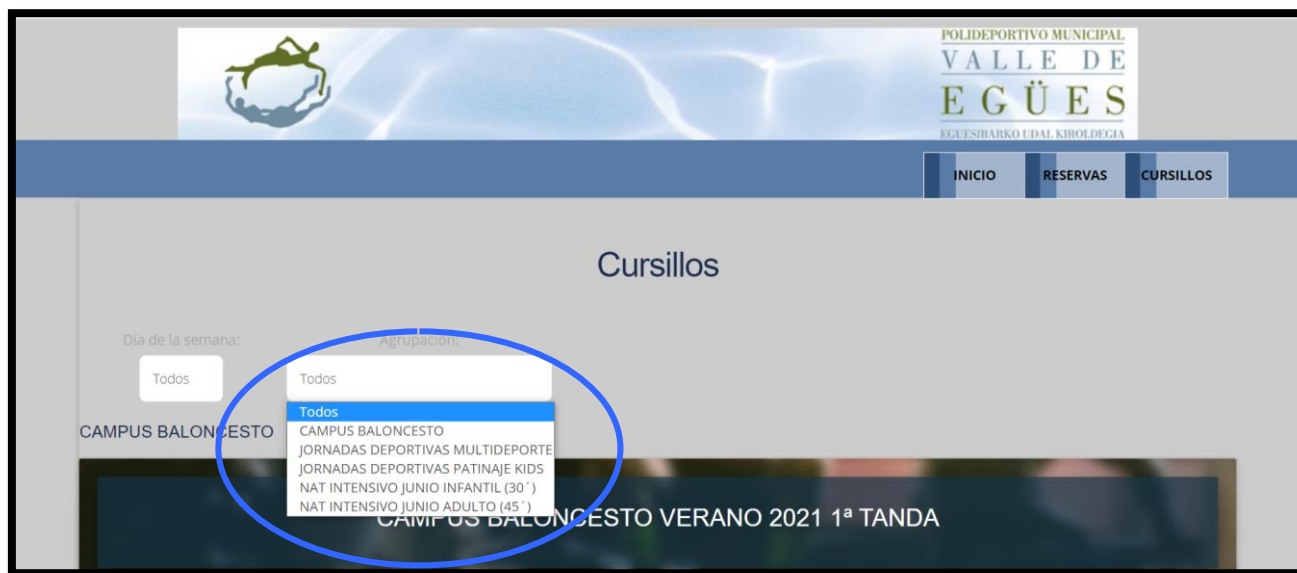 POLIDEPORTIVO MUNICIPAL
VALLE DE
EGÜES
EGUESIBARKO UDAL KIROLDEGIA
INICIO RESERVAS CURSILLOS
Cursillos
Día de la semana: Agrupación:
Todos Todos
Todos
CAMPUS BALONCESTO
CAMPUS BALONCESTO
JORNADAS DEPORTIVAS MULTIDEPORTE
JORNADAS DEPORTIVAS PATINAJE KIDS
NAT INTENSIVO JUNIO INFANTIL (30´)
NAT INTENSIVO JUNIO ADULTO (45´)
CAMPUS BALONCESTO VERANO 2021 1ª TANDA